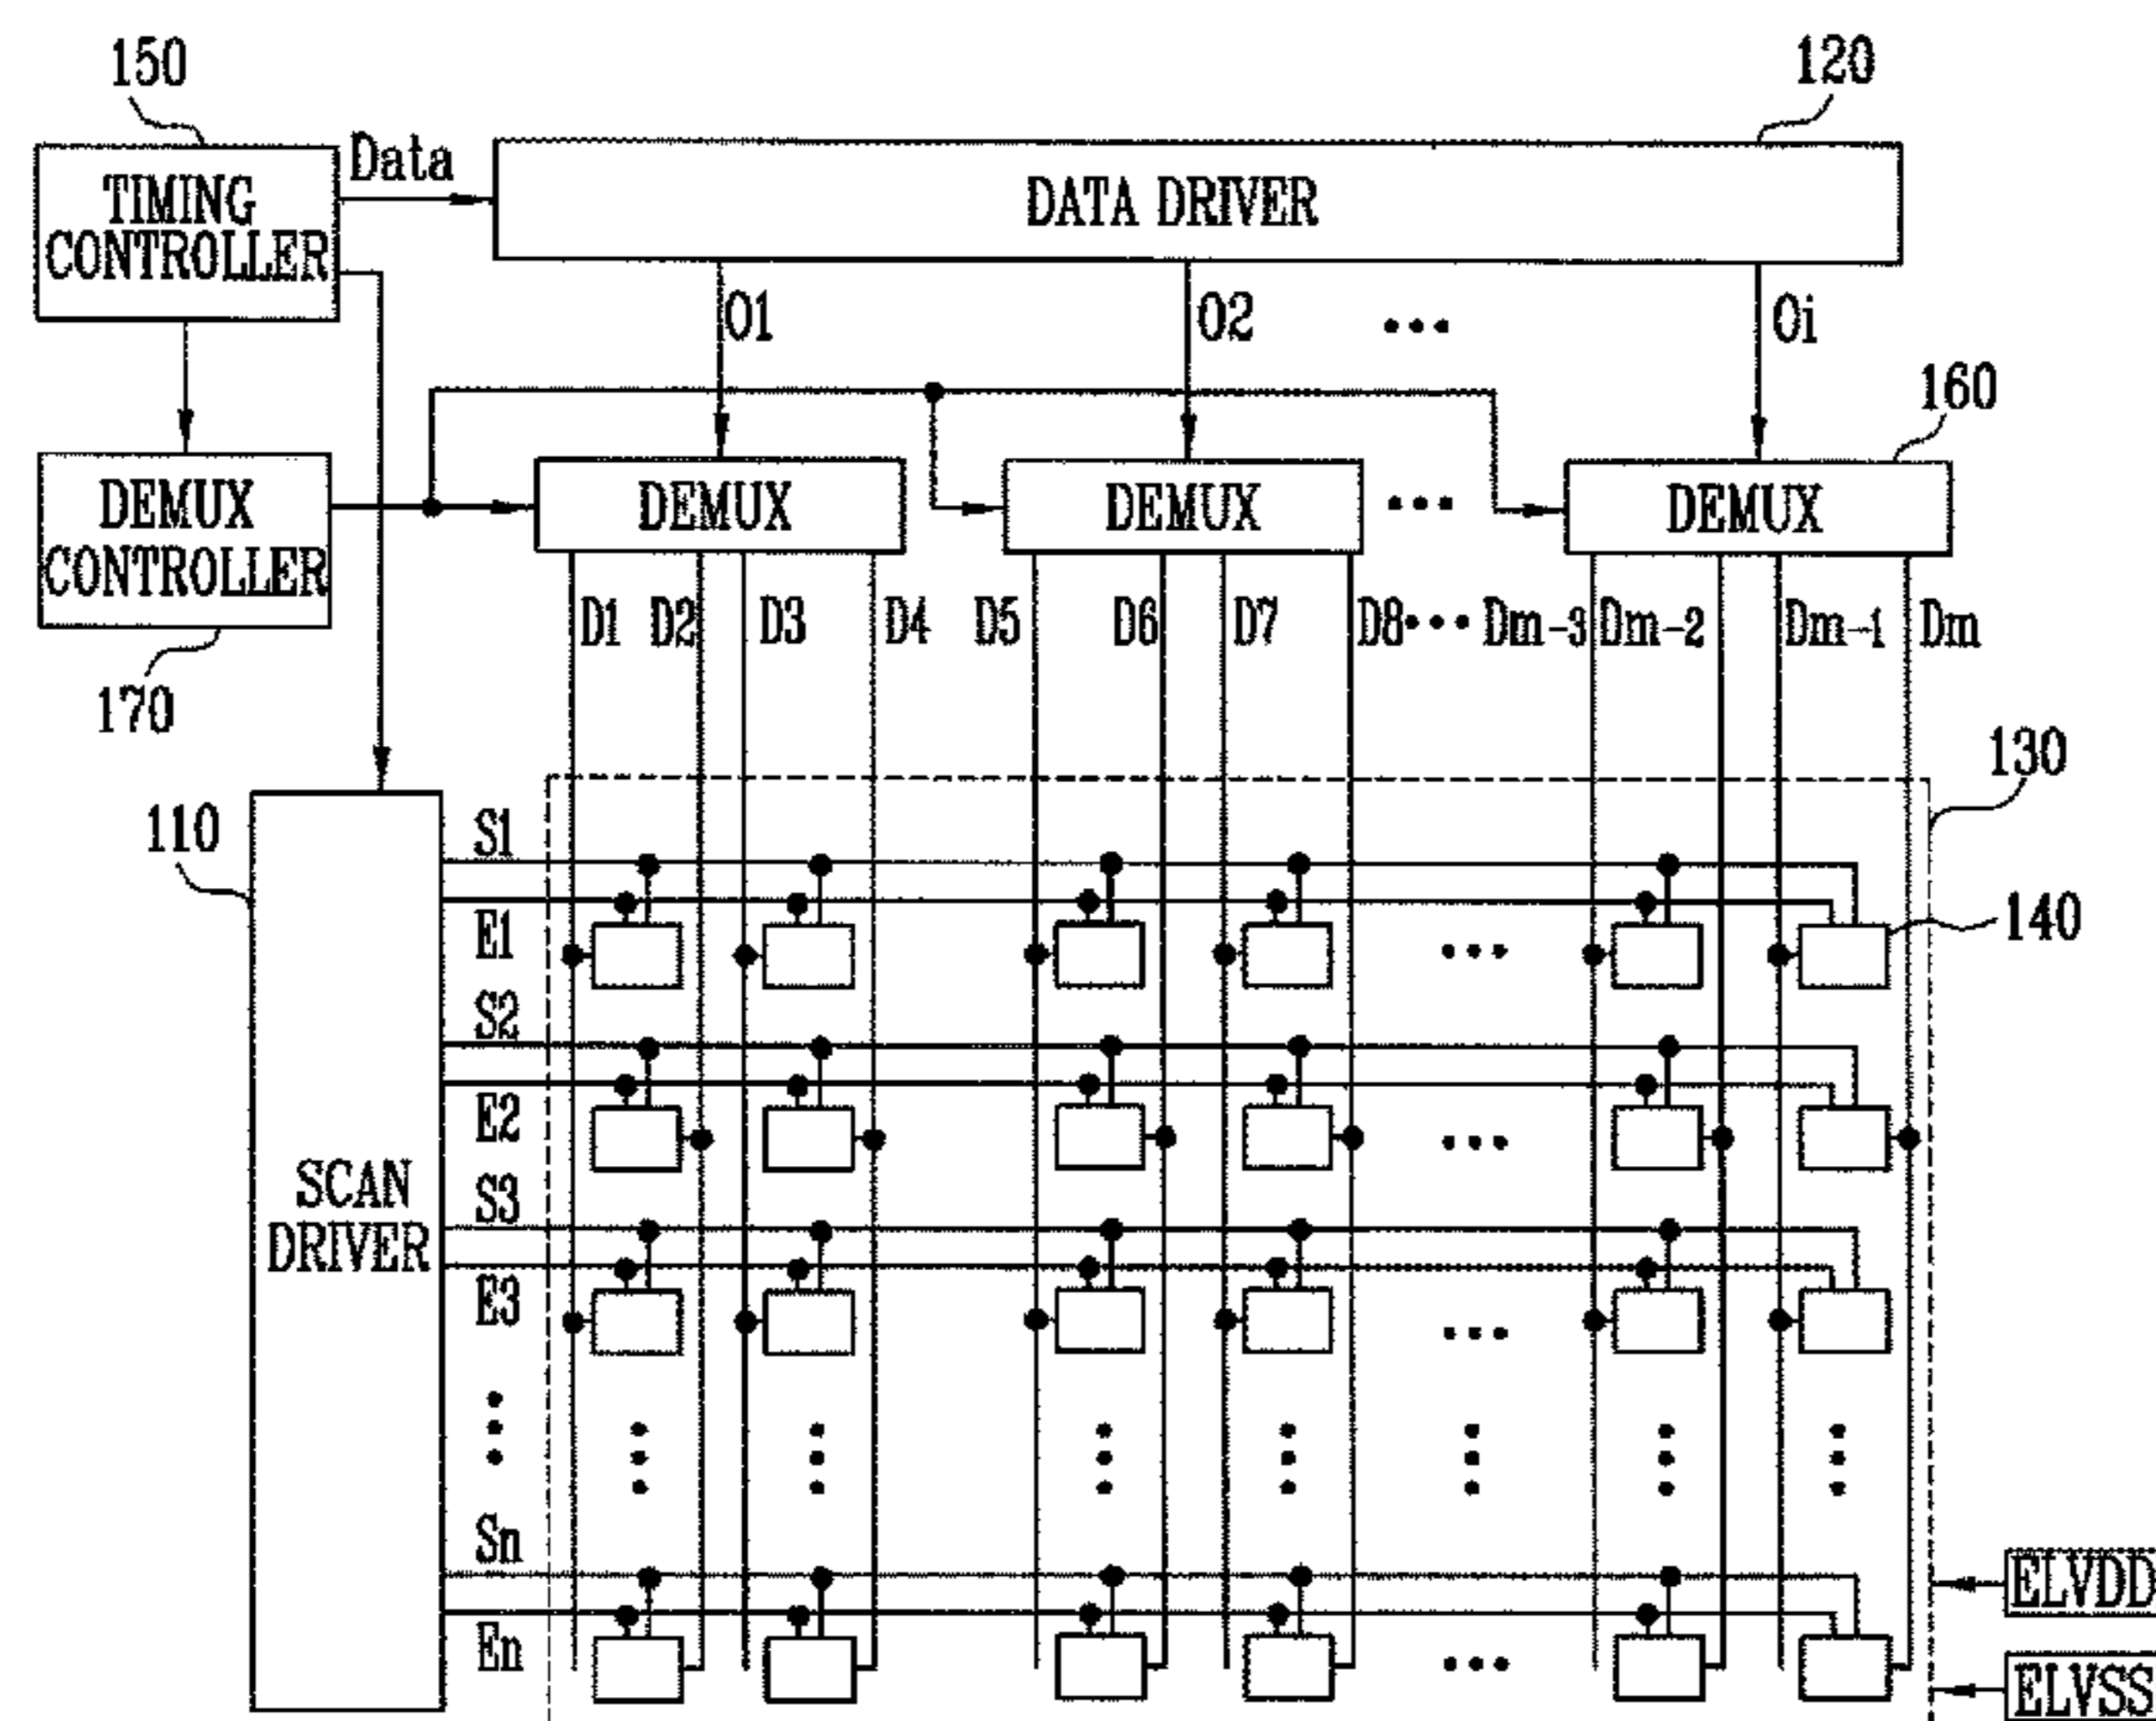 150
120
Data
TIMING
CONTROLLER
DATA DRIVER
O1
O2
Oi
160
DEMUX
CONTROLLER
DEMUX
DEMUX
DEMUX
D1 D2 D3 D4 D5 D6 D7 D8 Dm-3 Dm-2 Dm-1 Dm
170
130
110
S1
E1
140
S2
E2
SCAN
DRIVER
S3
E3
Sn
En
ELVDD
ELVSS